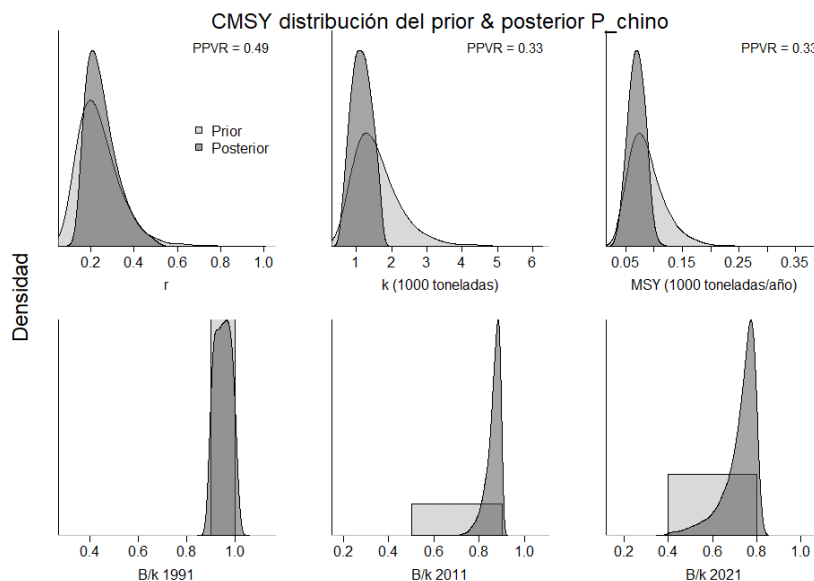 CMSY distribución del prior & posterior P_chino
PPVR = 0.49
PPVR = 0.33
PPVR = 0.33
Prior
Posterior
0.2 0.4 0.6 0.8 1.0
r
1 2 3 4 5 6
k (1000 toneladas)
0.05 0.15 0.25 0.35
MSY (1000 toneladas/año)
Densidad
0.4 0.6 0.8 1.0
B/k 1991
0.2 0.4 0.6 0.8 1.0
B/k 2011
0.2 0.4 0.6 0.8 1.0
B/k 2021